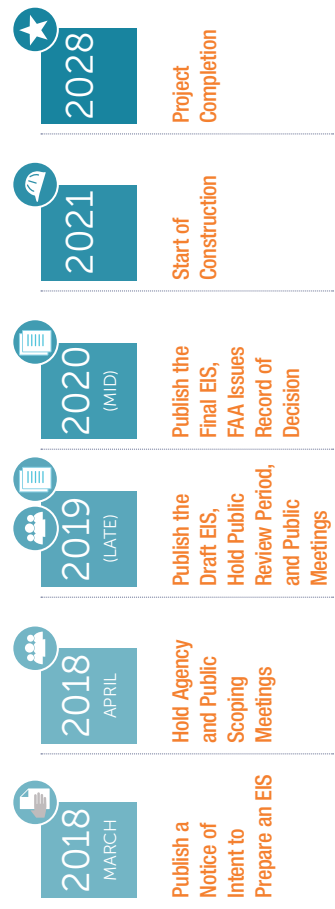 2018
MARCH
Publish a
Notice of
Intent to
Prepare an EIS
2018
APRIL
Hold Agency
and Public
Scoping
Meetings
2019
(LATE)
Publish the
Draft EIS,
Hold Public
Review Period,
and Public
Meetings
2020
(MID)
Publish the
Final EIS,
FAA Issues
Record of
Decision
2021
Start of
Construction
2028
Project
Completion